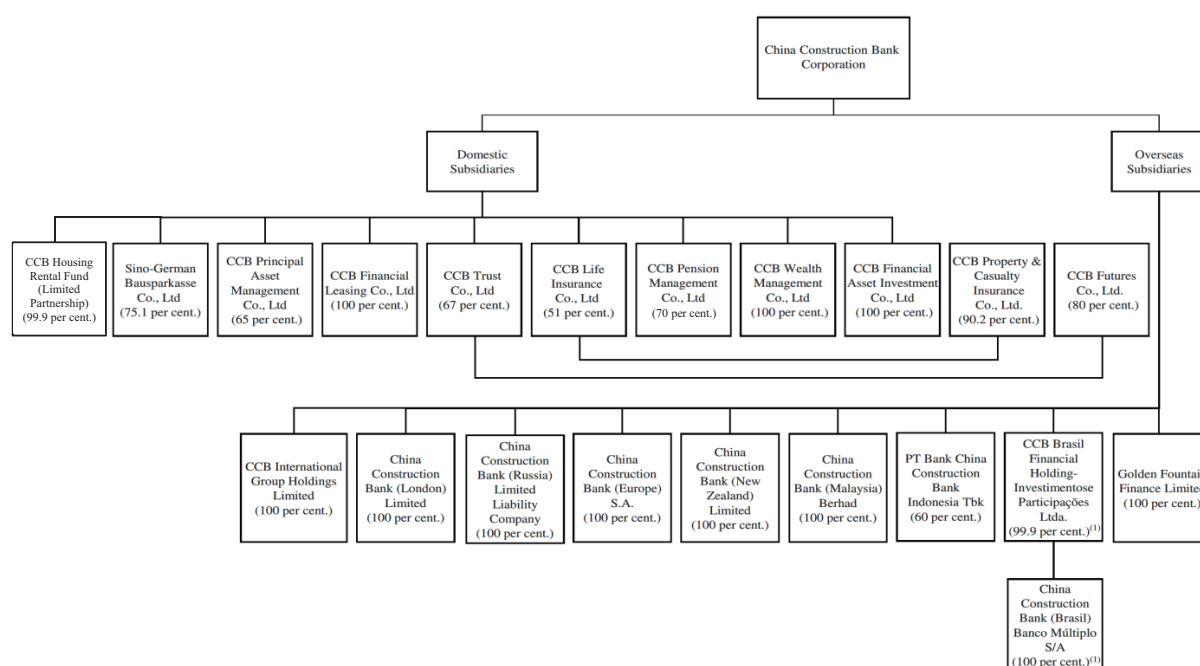 China Construction Bank
Corporation
Domestic
Subsidiaries
Overseas
Subsidiaries
CCB Housing
Rental Fund
(Limited
Partnership)
(99.9 per cent.)
Sino-German
Bausparkasse
Co., Ltd
(75.1 per cent.)
CCB Principal
Asset
Management
Co., Ltd
(65 per cent.)
CCB Financial
Leasing Co., Ltd
(100 per cent.)
CCB Trust
Co., Ltd
(67 per cent.)
CCB Life
Insurance
Co., Ltd
(51 per cent.)
CCB Pension
Management
Co., Ltd
(70 per cent.)
CCB Wealth
Management
Co., Ltd
(100 per cent.)
CCB Financial
Asset Investment
Co., Ltd
(100 per cent.)
CCB Property &
Casualty
Insurance
Co., Ltd.
(90.2 per cent.)
CCB Futures
Co., Ltd.
(80 per cent.)
CCB International
Group Holdings
Limited
(100 per cent.)
China
Construction
Bank (London)
Limited
(100 per cent.)
China
Construction
Bank (Russia)
Limited
Liability
Company
(100 per cent.)
China
Construction
Bank (Europe)
S.A.
(100 per cent.)
China
Construction
Bank (New
Zealand)
Limited
(100 per cent.)
China
Construction
Bank (Malaysia)
Berhad
(100 per cent.)
PT Bank China
Construction
Bank
Indonesia Tbk
(60 per cent.)
CCB Brasil
Financial
Holding-
Investimentose
Participações
Ltda.
(99.9 per cent.)(1)
Golden Fountain
Finance Limited
(100 per cent.)
China
Construction
Bank (Brasil)
Banco Múltiplo
S/A
(100 per cent.)(1)